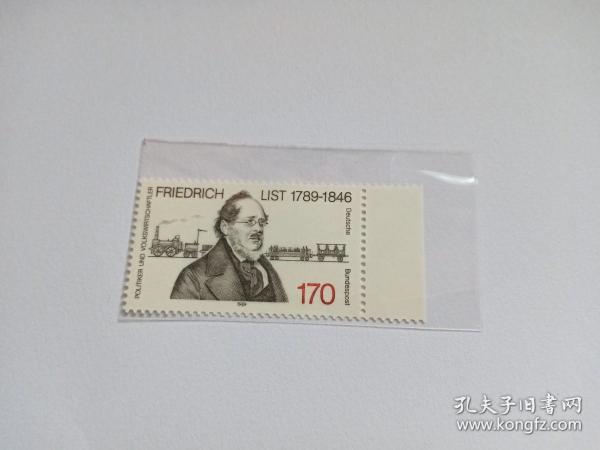 FRIEDRICH LIST 1789-1846
POLITIKER UND VOLKSWIRTSCHAFTLER
Deutsche Bundespost
170
1989
孔夫子旧书网
www.kongfz.com